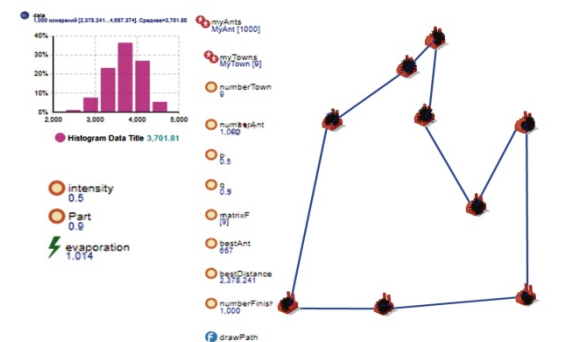 data
1,000 измерений [2,378.241...4,697.374]. Среднее=3,701.60
40%
30%
20%
10%
0%
2,000 3,000 4,000 5,000
Histogram Data Title 3,701.61
intensity
0.5
Part
0.9
evaporation
1.014
myAnts
MyAnt [1000]
myTowns
MyTown [9]
numberTown
9
numberAnt
1,000
p
0.5
q
0.5
matrixF
[9]
bestAnt
657
bestDistance
2,378.241
numberFinish
1,000
drawPath